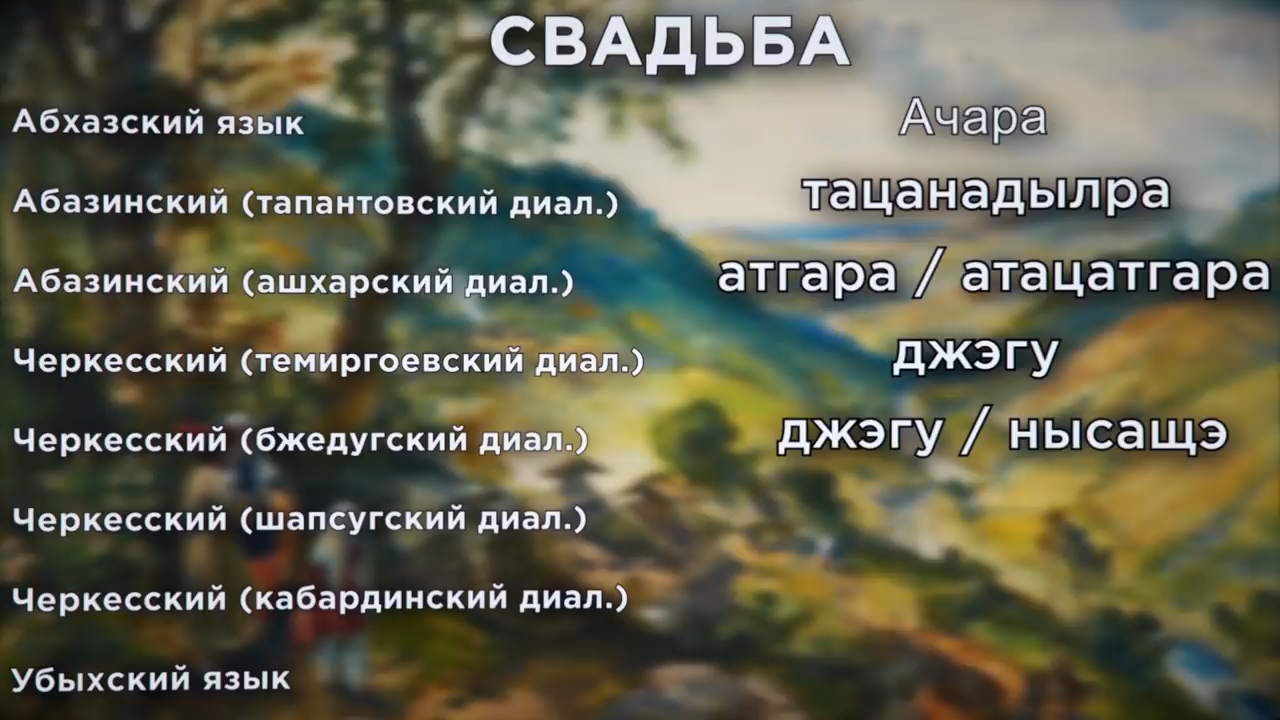 СВАДЬБА
Абхазский язык Ачара
Абазинский (тапантовский диал.) тацанадылра
Абазинский (ашхарский диал.) атгара / атацатгара
Черкесский (темиргоевский диал.) джэгу
Черкесский (бжедугский диал.) джэгу / нысащэ
Черкесский (шапсугский диал.)
Черкесский (кабардинский диал.)
Убыхский язык